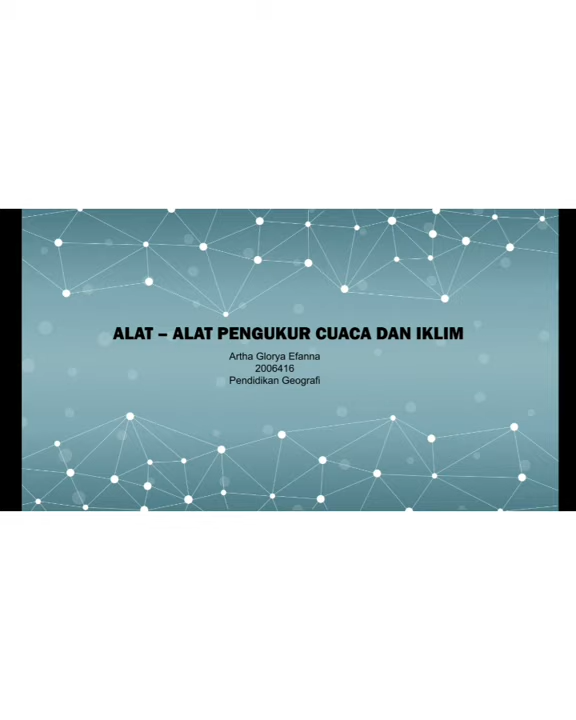 ALAT – ALAT PENGUKUR CUACA DAN IKLIM
Artha Glorya Efanna
2006416
Pendidikan Geografi